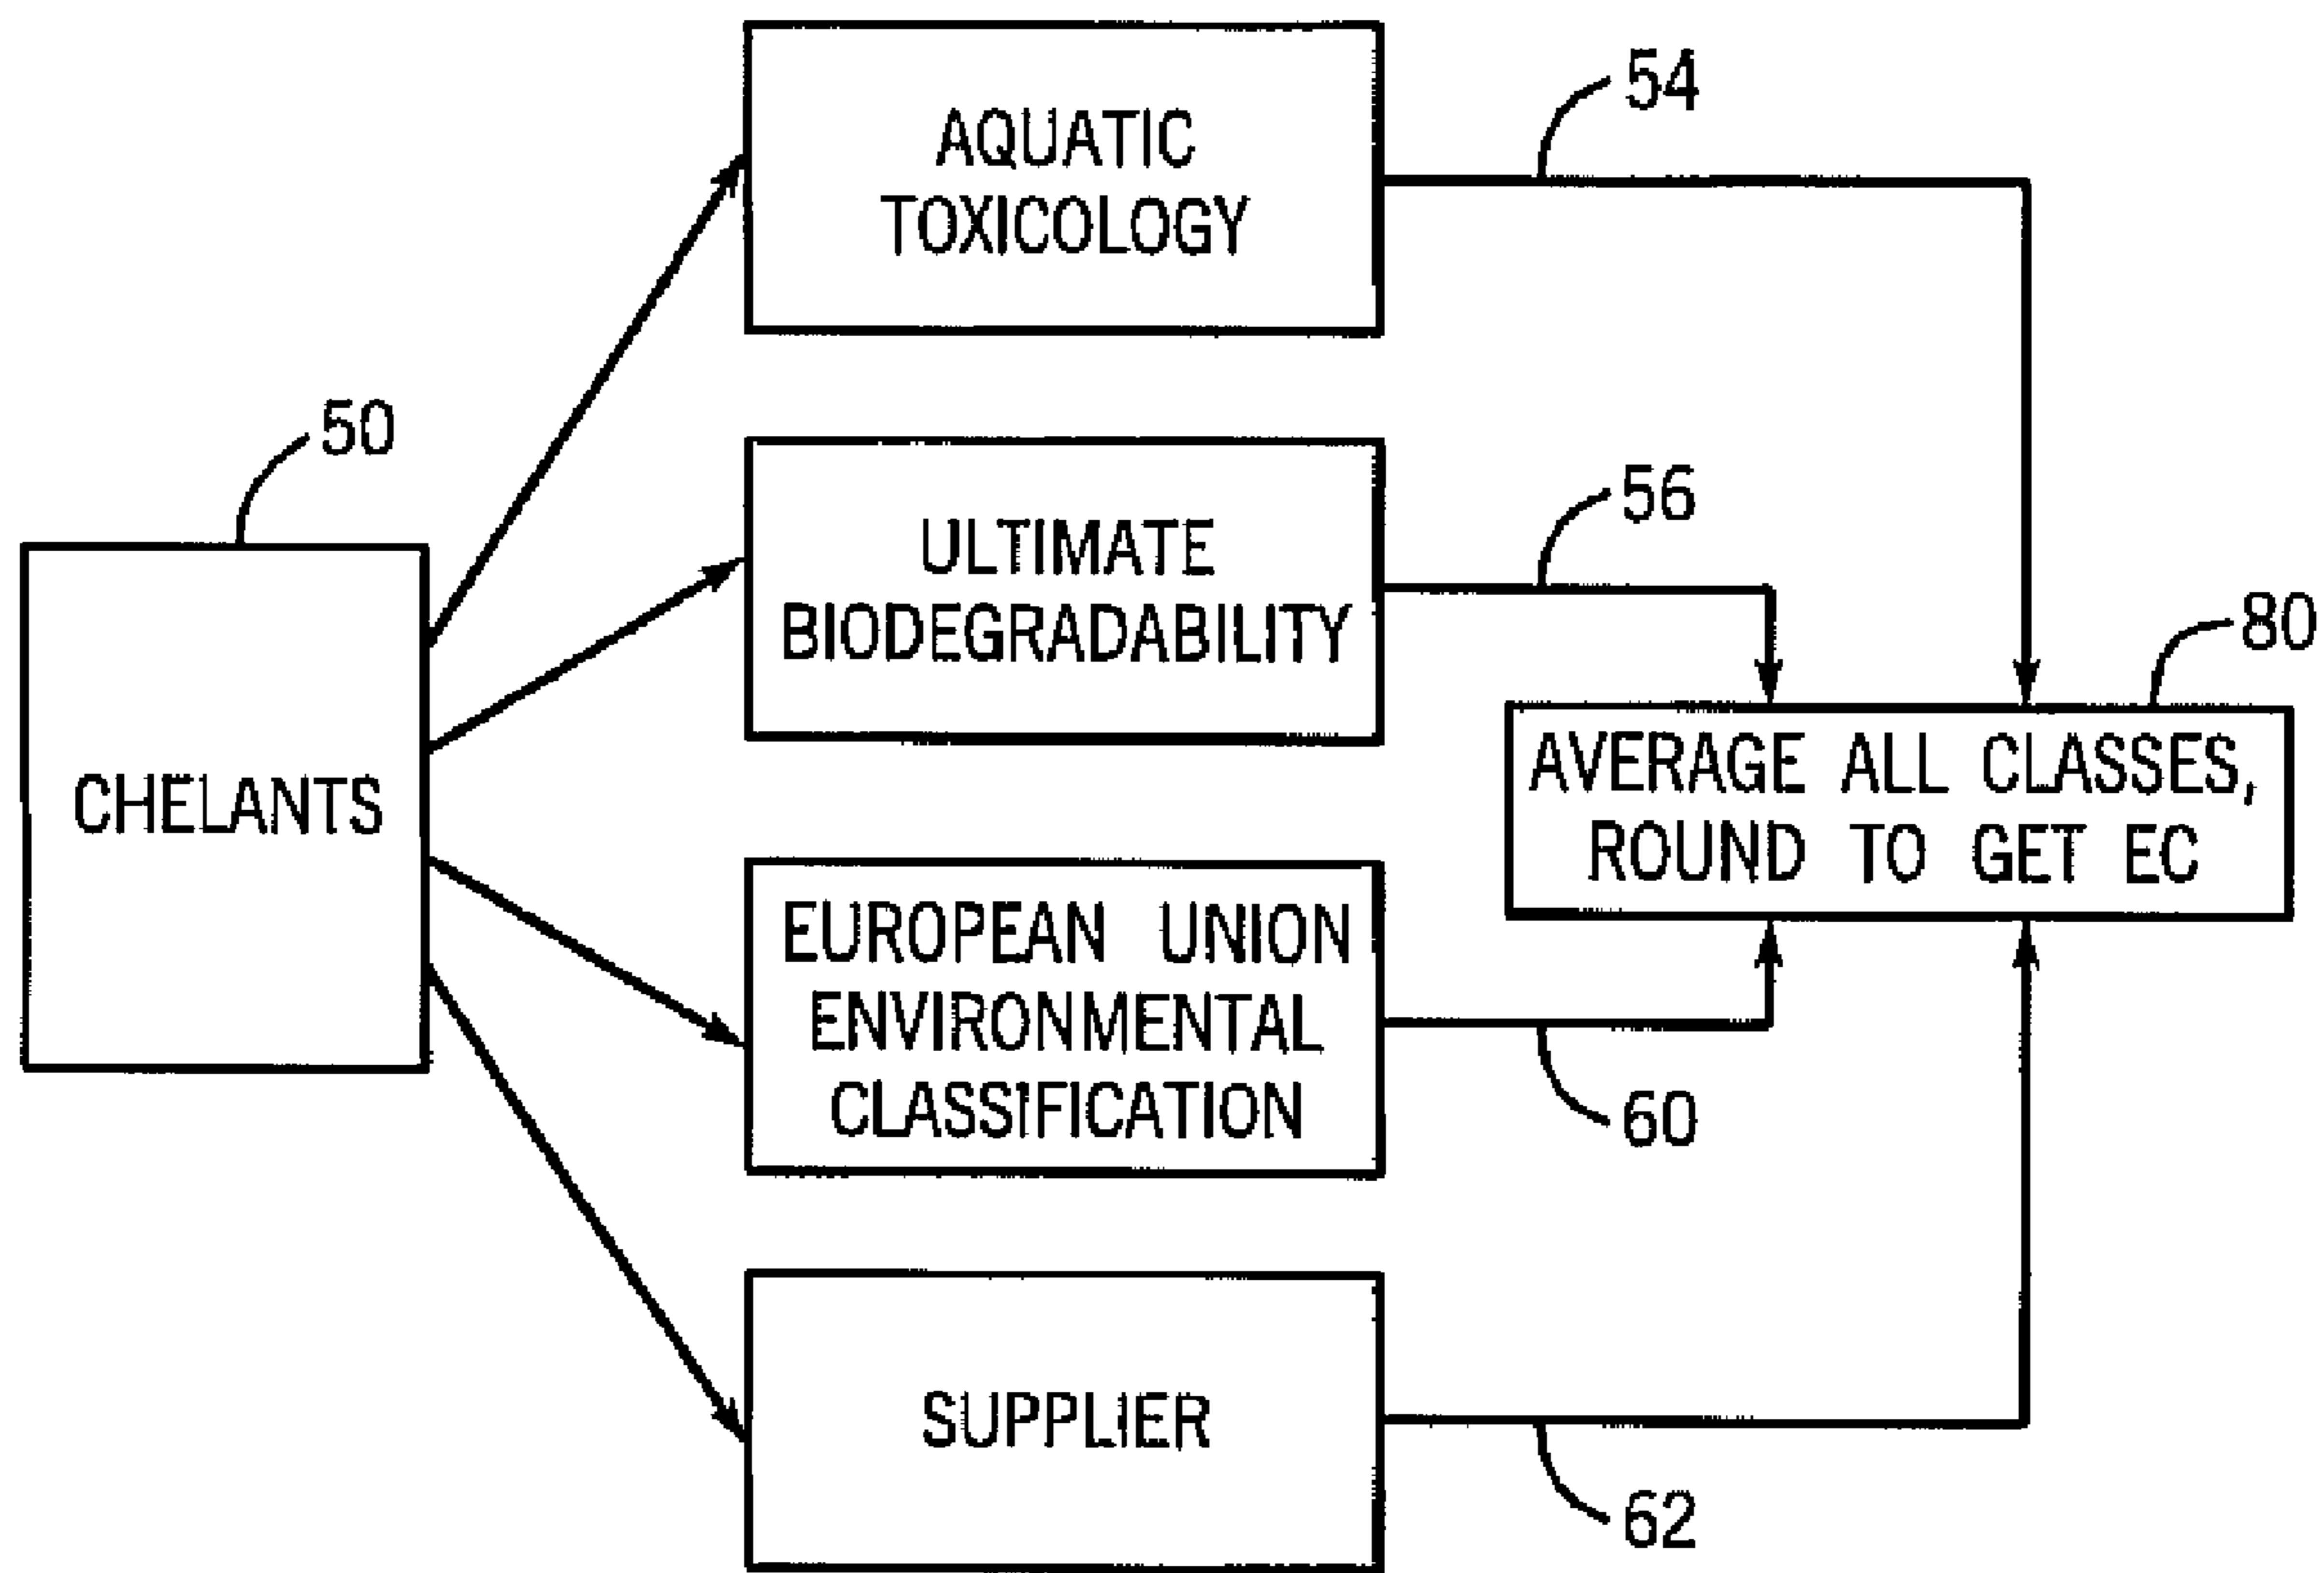 AQUATIC
TOXICOLOGY
54
50
ULTIMATE
BIODEGRADABILITY
56
80
CHELANTS
AVERAGE ALL CLASSES,
ROUND TO GET EC
EUROPEAN UNION
ENVIRONMENTAL
CLASSIFICATION
60
SUPPLIER
62